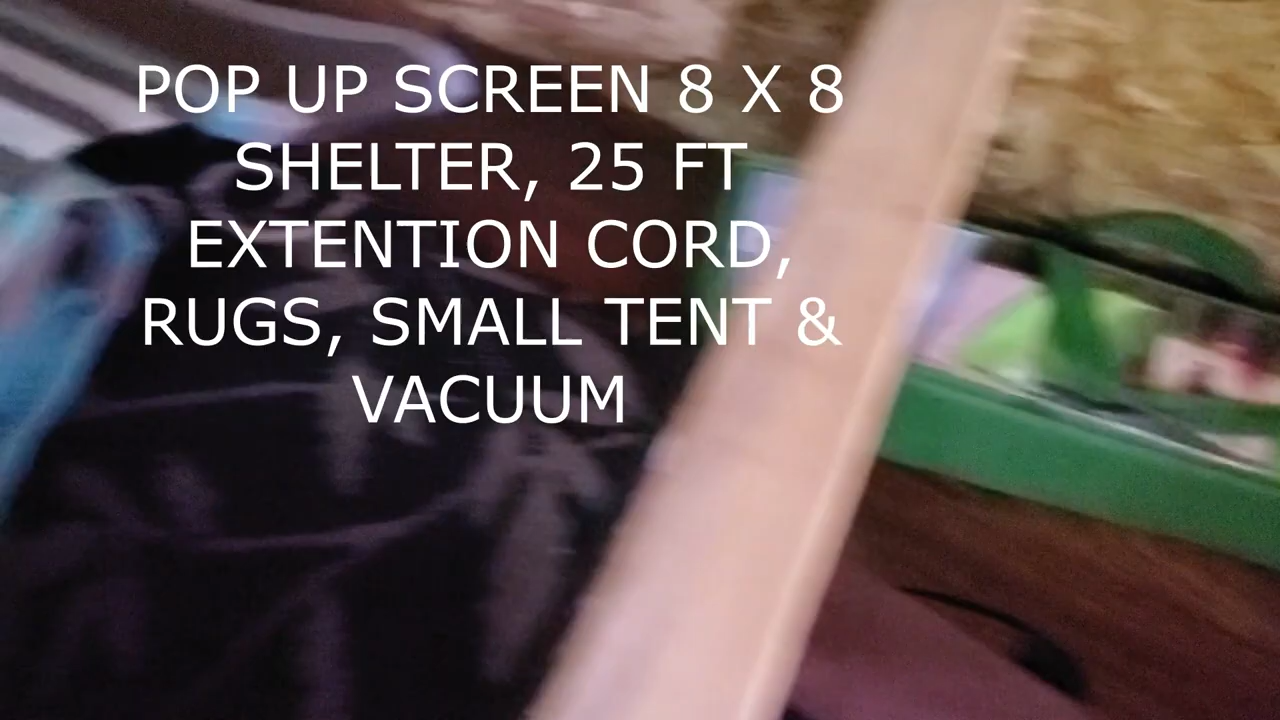 POP UP SCREEN 8 X 8
SHELTER, 25 FT
EXTENTION CORD,
RUGS, SMALL TENT &
VACUUM